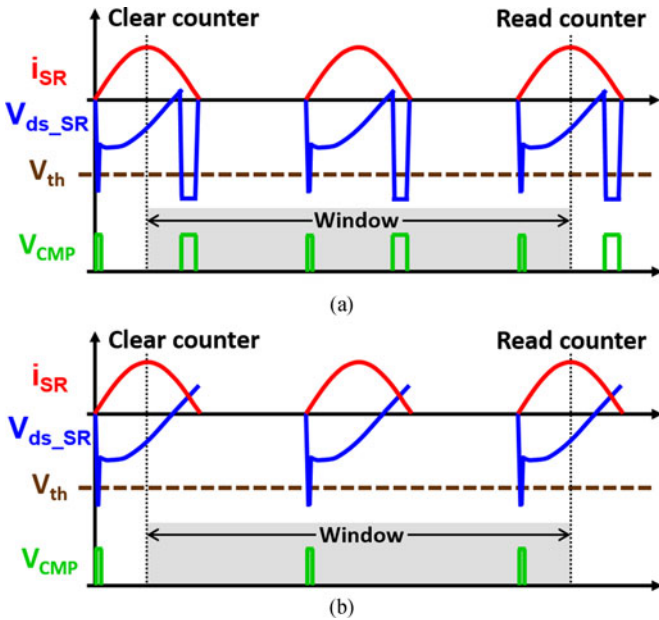 Clear counter
Read counter
iSR
Vds_SR
Vth
Window
VCMP
(a)
Clear counter
Read counter
iSR
Vds_SR
Vth
Window
VCMP
(b)